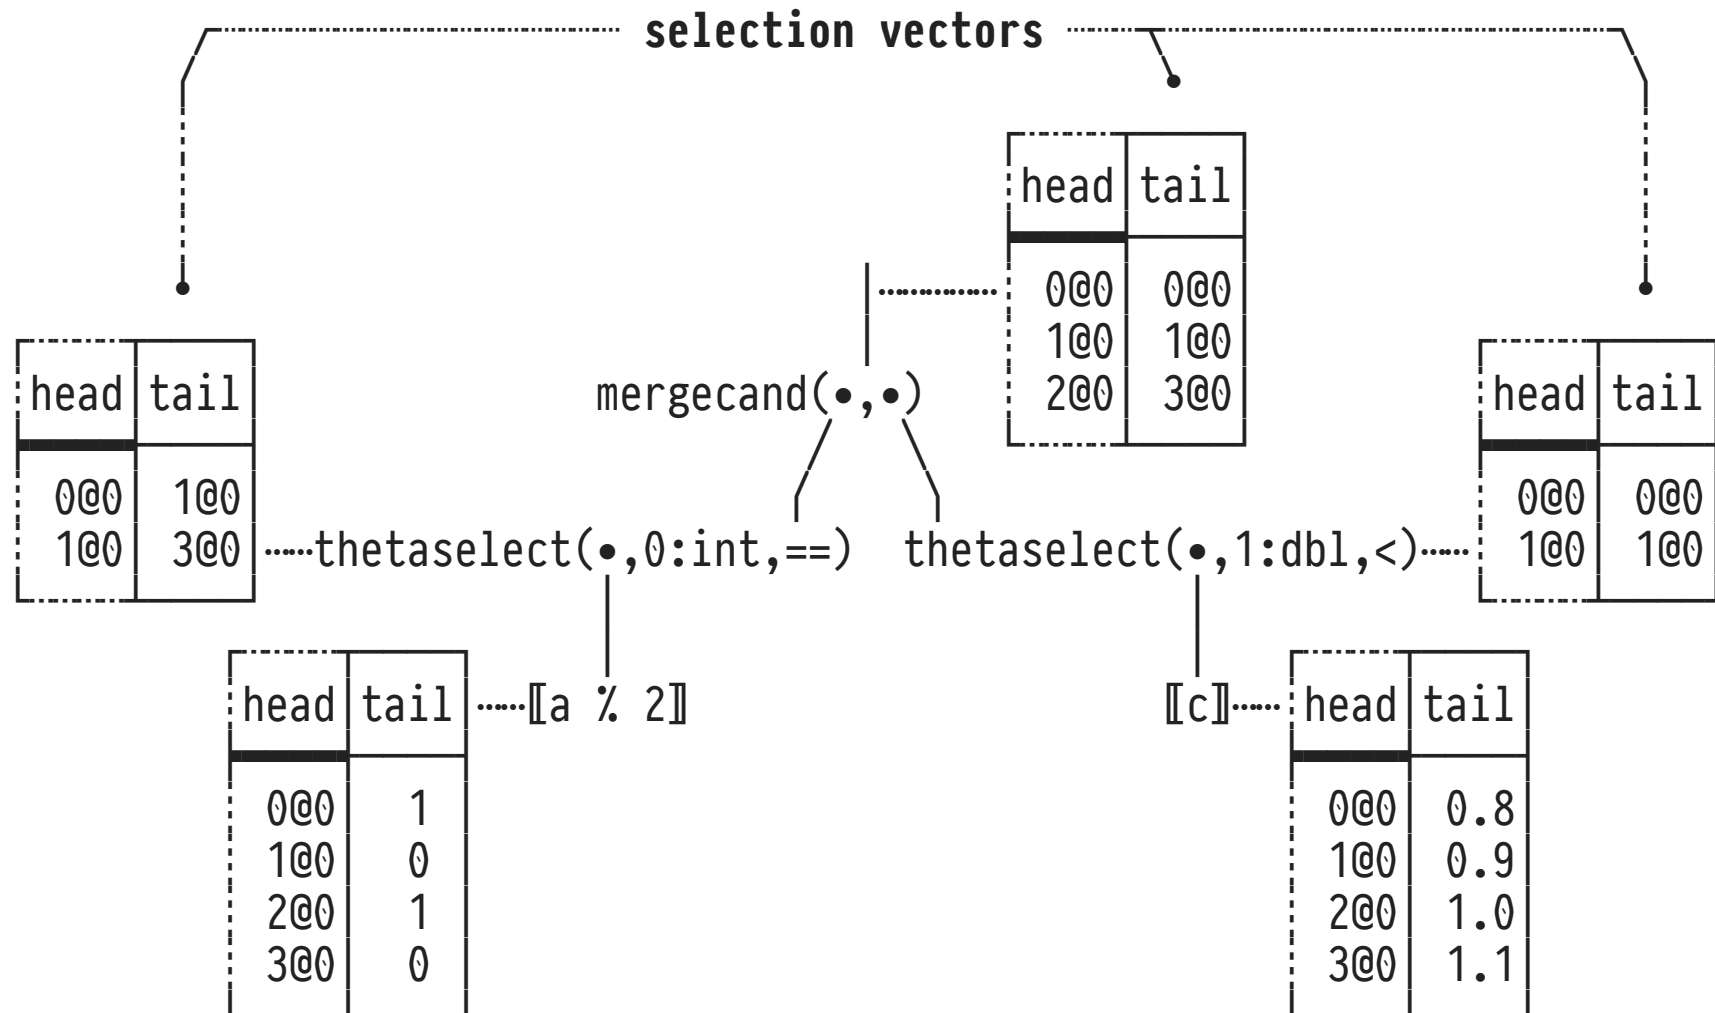 selection vectors
head tail
0@0 0@0
1@0 1@0
2@0 3@0
mergecand(•,•)
head tail
0@0 1@0
1@0 3@0
head tail
0@0 0@0
1@0 1@0
thetaselect(•,0:int,==)
thetaselect(•,1:dbl,<)
⟦a % 2⟧
head tail
0@0 1
1@0 0
2@0 1
3@0 0
⟦c⟧
head tail
0@0 0.8
1@0 0.9
2@0 1.0
3@0 1.1